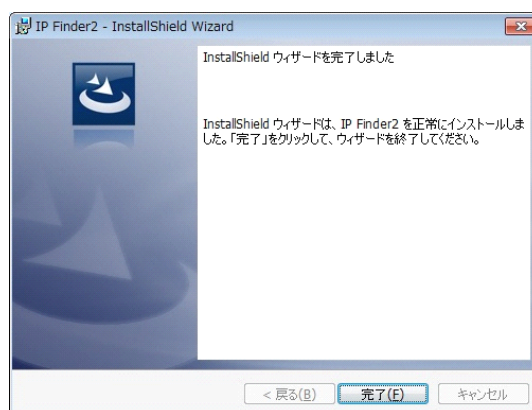 IP Finder2 - InstallShield Wizard
InstallShield ウィザードを完了しました
InstallShield ウィザードは、IP Finder2 を正常にインストールしま
した。「完了」をクリックして、ウィザードを終了してください。
< 戻る(B)
完了(F)
キャンセル